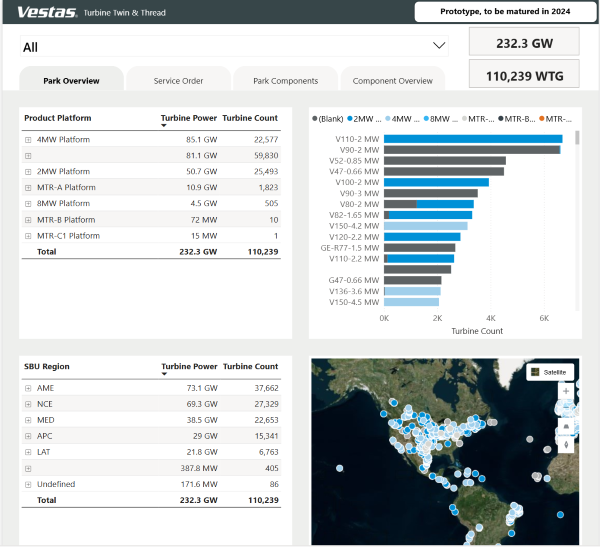 Vestas. Turbine Twin & Thread
Prototype, to be matured in 2024
All
232.3 GW
110,239 WTG
Park Overview Service Order Park Components Component Overview
Product Platform Turbine Power Turbine Count
4MW Platform 85.1 GW 22,577
81.1 GW 59,830
2MW Platform 50.7 GW 25,493
MTR-A Platform 10.9 GW 1,823
8MW Platform 4.5 GW 505
MTR-B Platform 72 MW 10
MTR-C1 Platform 15 MW 1
Total 232.3 GW 110,239
(Blank) 2MW ... 4MW ... 8MW ... MTR-... MTR-B... MTR-...
V110-2 MW
V90-2 MW
V52-0.85 MW
V47-0.66 MW
V100-2 MW
V90-3 MW
V80-2 MW
V82-1.65 MW
V150-4.2 MW
V120-2.2 MW
GE-R77-1.5 MW
V110-2.2 MW
G47-0.66 MW
V136-3.6 MW
V150-4.5 MW
0K 2K 4K 6K
Turbine Count
SBU Region Turbine Power Turbine Count
AME 73.1 GW 37,662
NCE 69.3 GW 27,329
MED 38.5 GW 22,653
APC 29 GW 15,341
LAT 21.8 GW 6,763
387.8 MW 405
Undefined 171.6 MW 86
Total 232.3 GW 110,239
Satellite